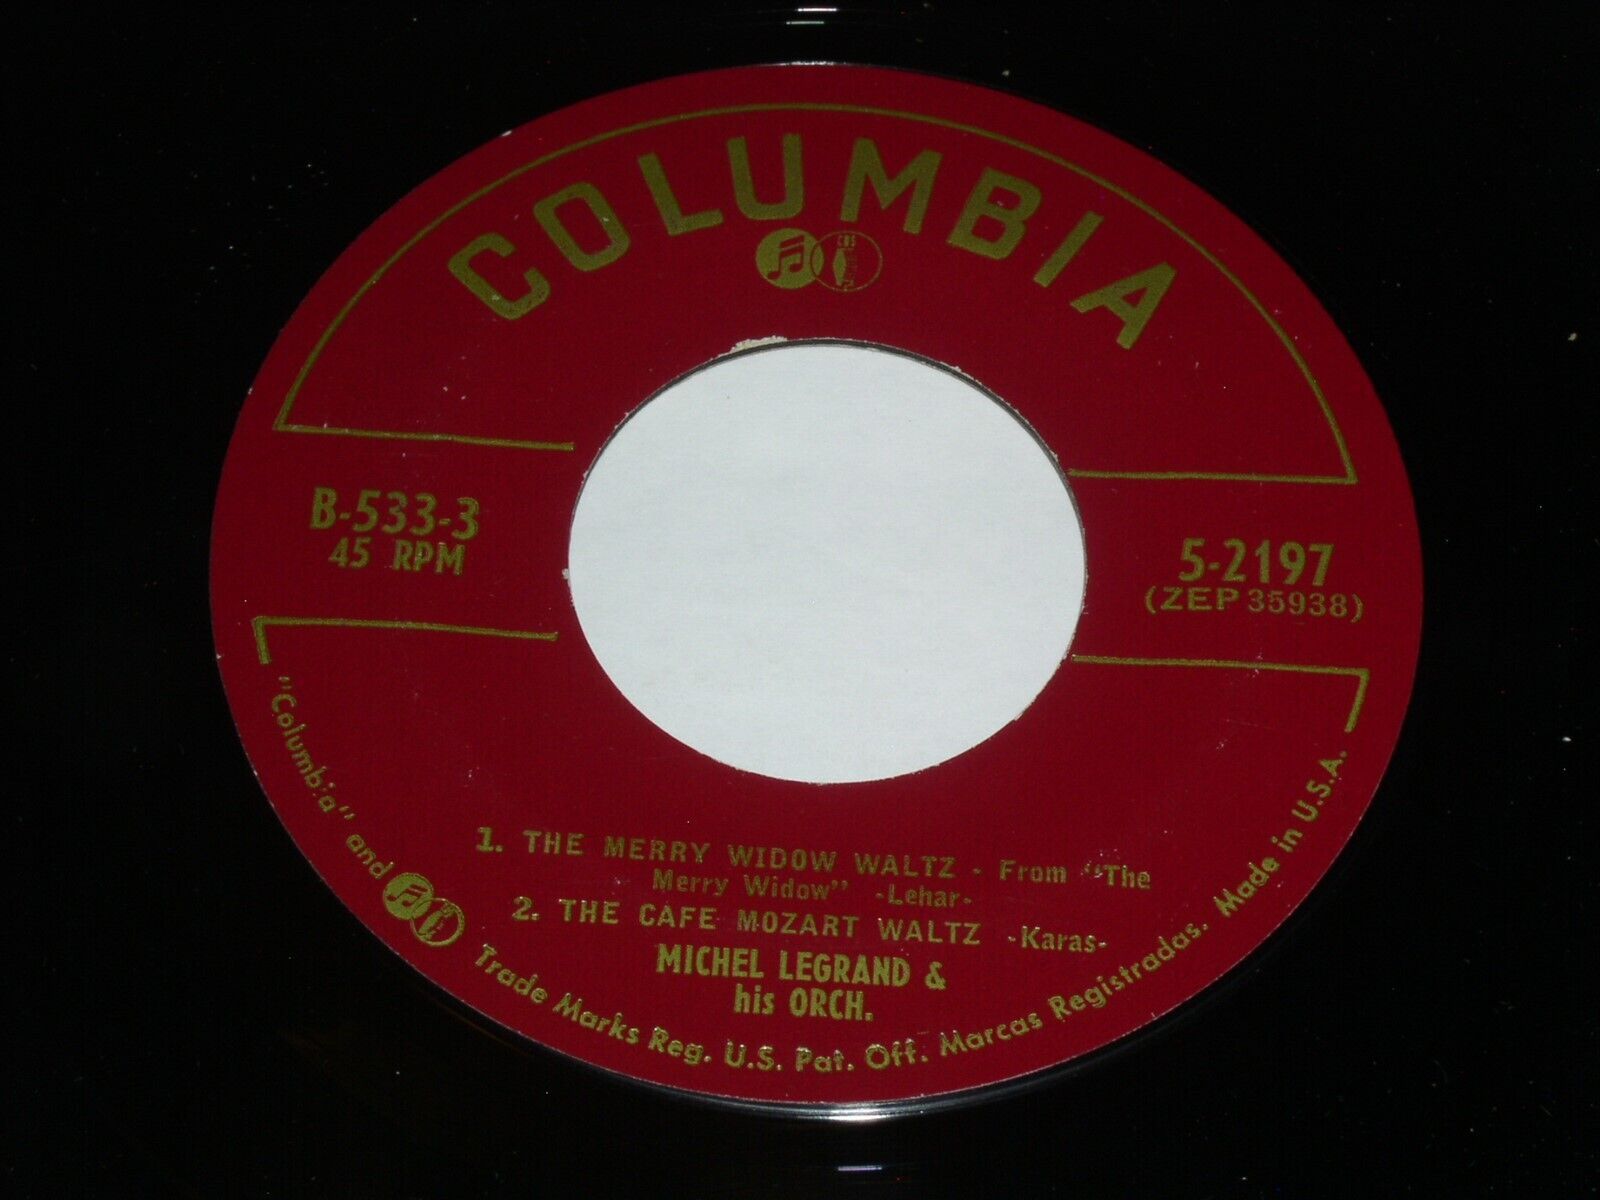 COLUMBIA
CBS
B-533-3
45 RPM
5-2197
(ZEP 35938)
1. THE MERRY WIDOW WALTZ - From "The
Merry Widow" -Lehar-
2. THE CAFE MOZART WALTZ -Karas-
MICHEL LEGRAND &
his ORCH.
"Columbia" and Trade Marks Reg. U.S. Pat. Off. Marcas Registradas. Made in U.S.A.